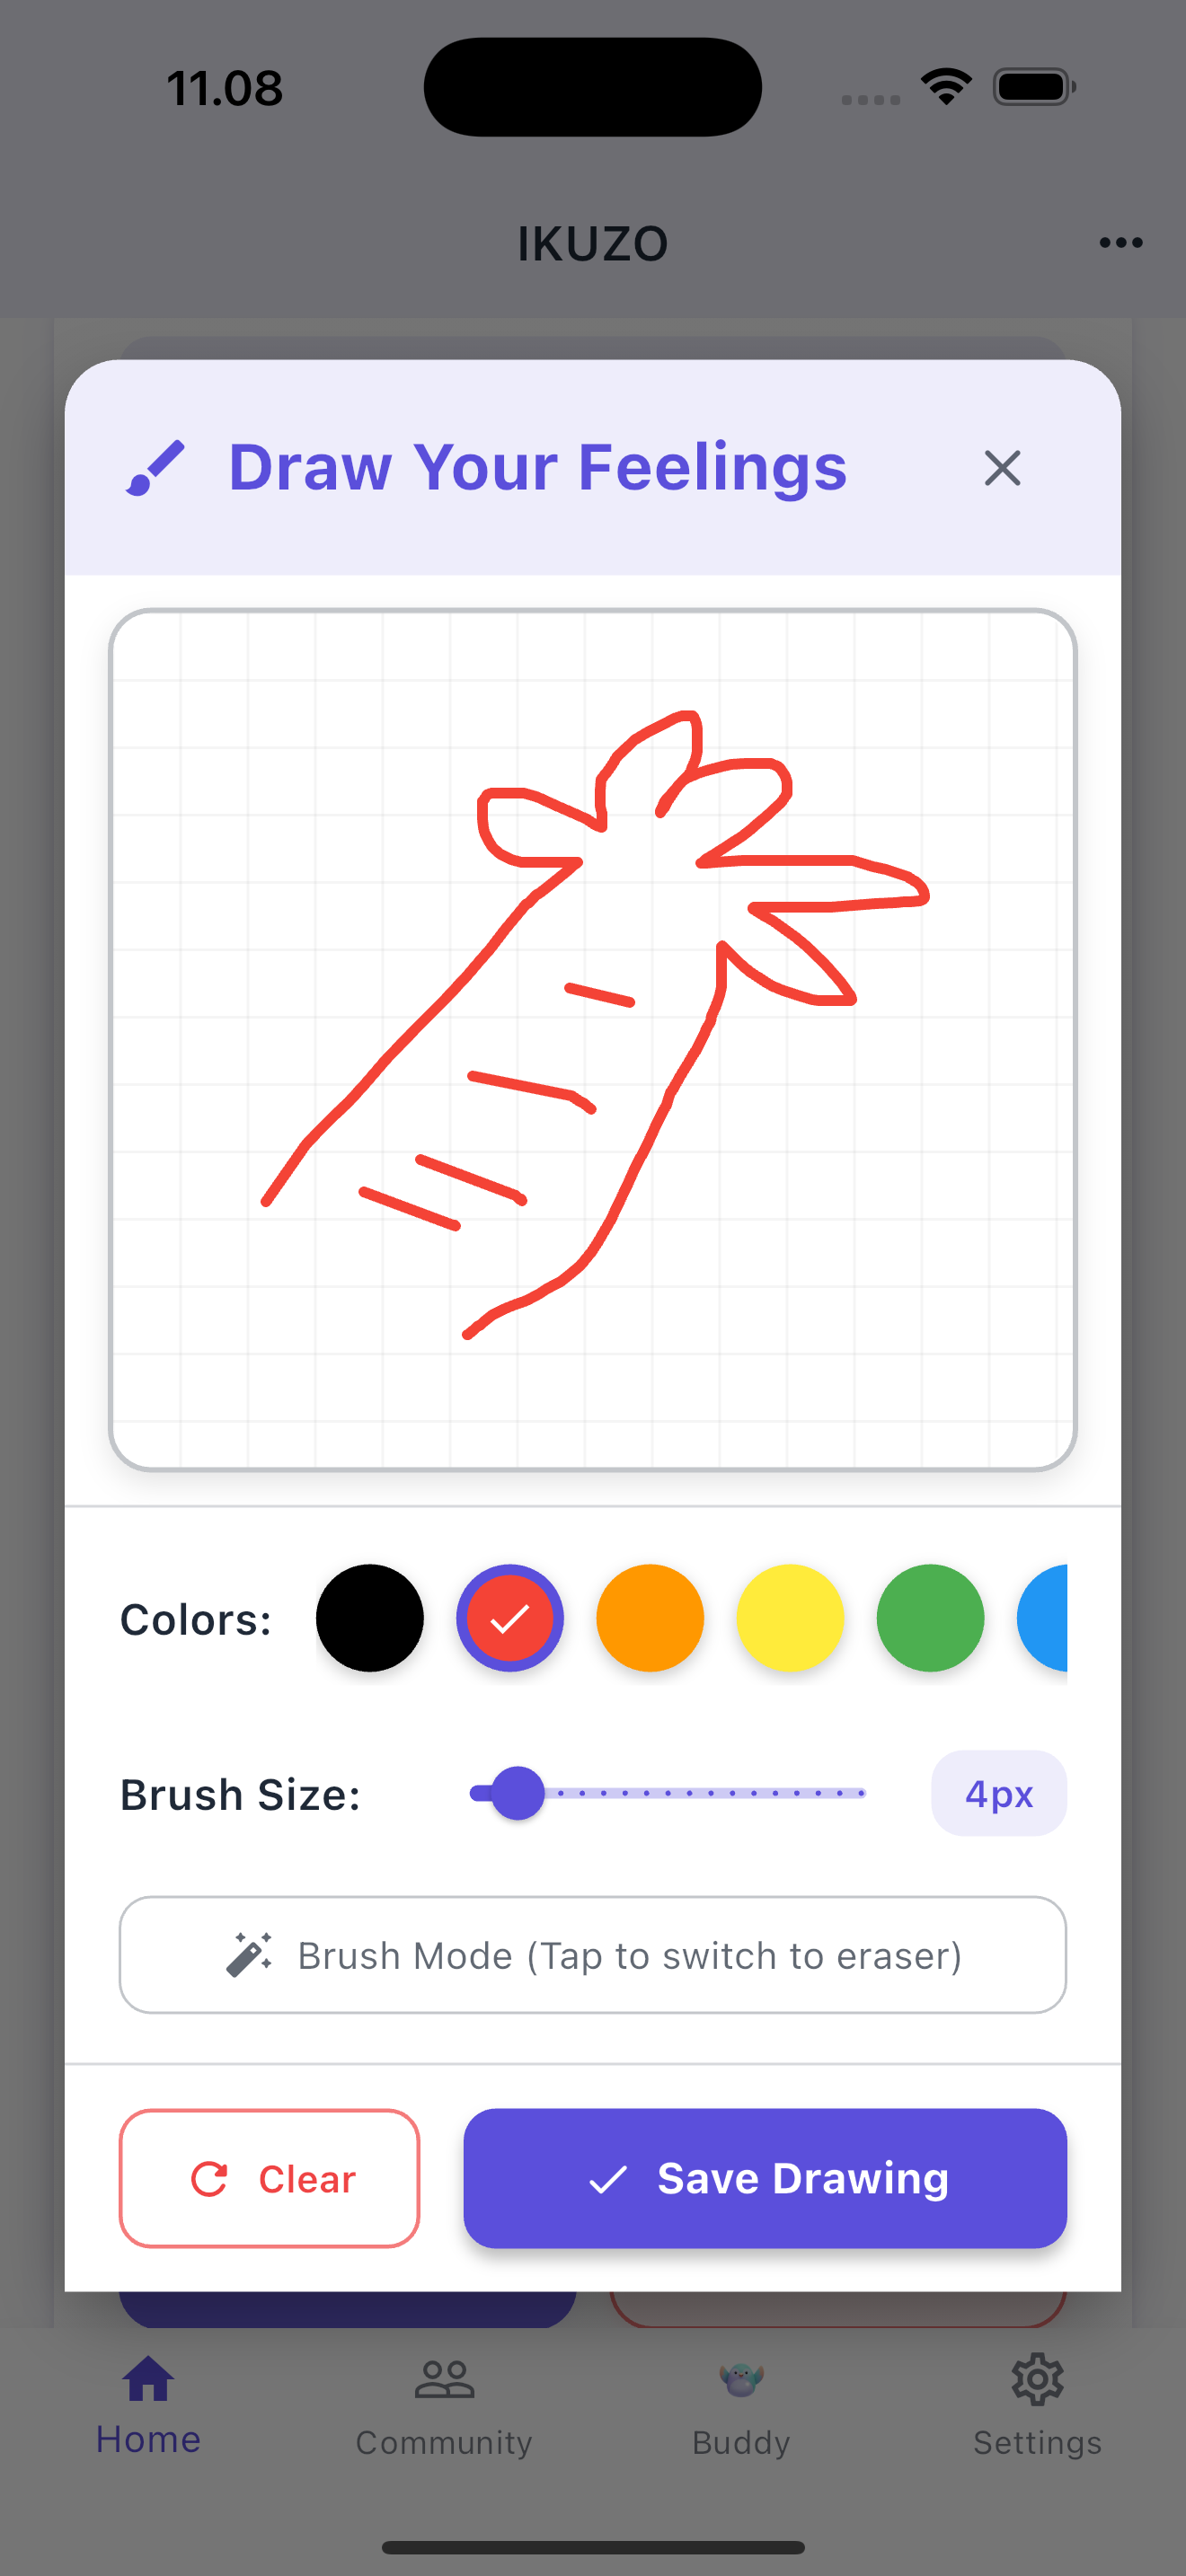 11.08
IKUZO
Draw Your Feelings
Colors:
Brush Size:
4px
Brush Mode (Tap to switch to eraser)
Clear
Save Drawing
Home
Community
Buddy
Settings